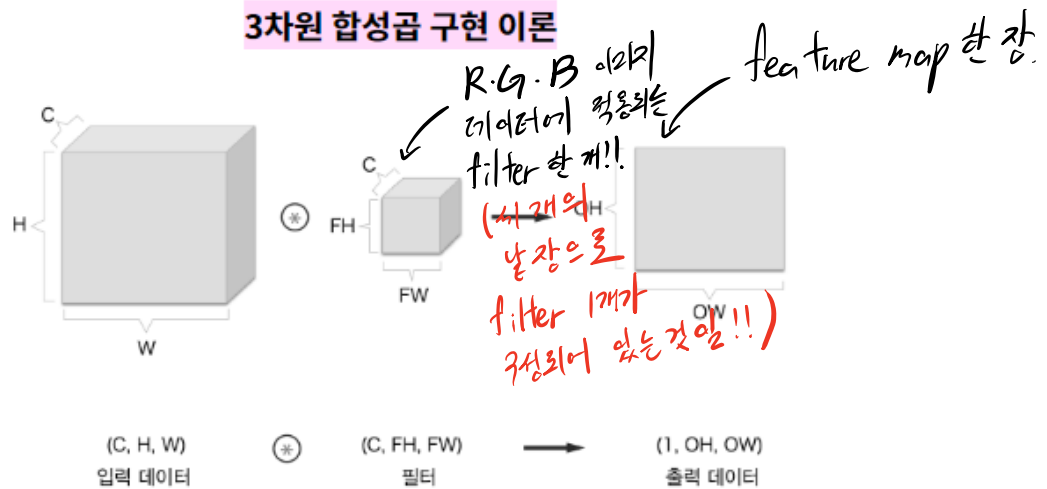 3차원 합성곱 구현 이론
R.G.B 이미지
데이터에 적용되는
filter 한 개!!
(씨 개의
낱장으로
filter 1개가
구성되어 있는것임!!)
feature map 한 장.
C
H
W
*
C
FH
FW
OH
OW
(C, H, W) * (C, FH, FW) → (1, OH, OW)
입력 데이터 필터 출력 데이터